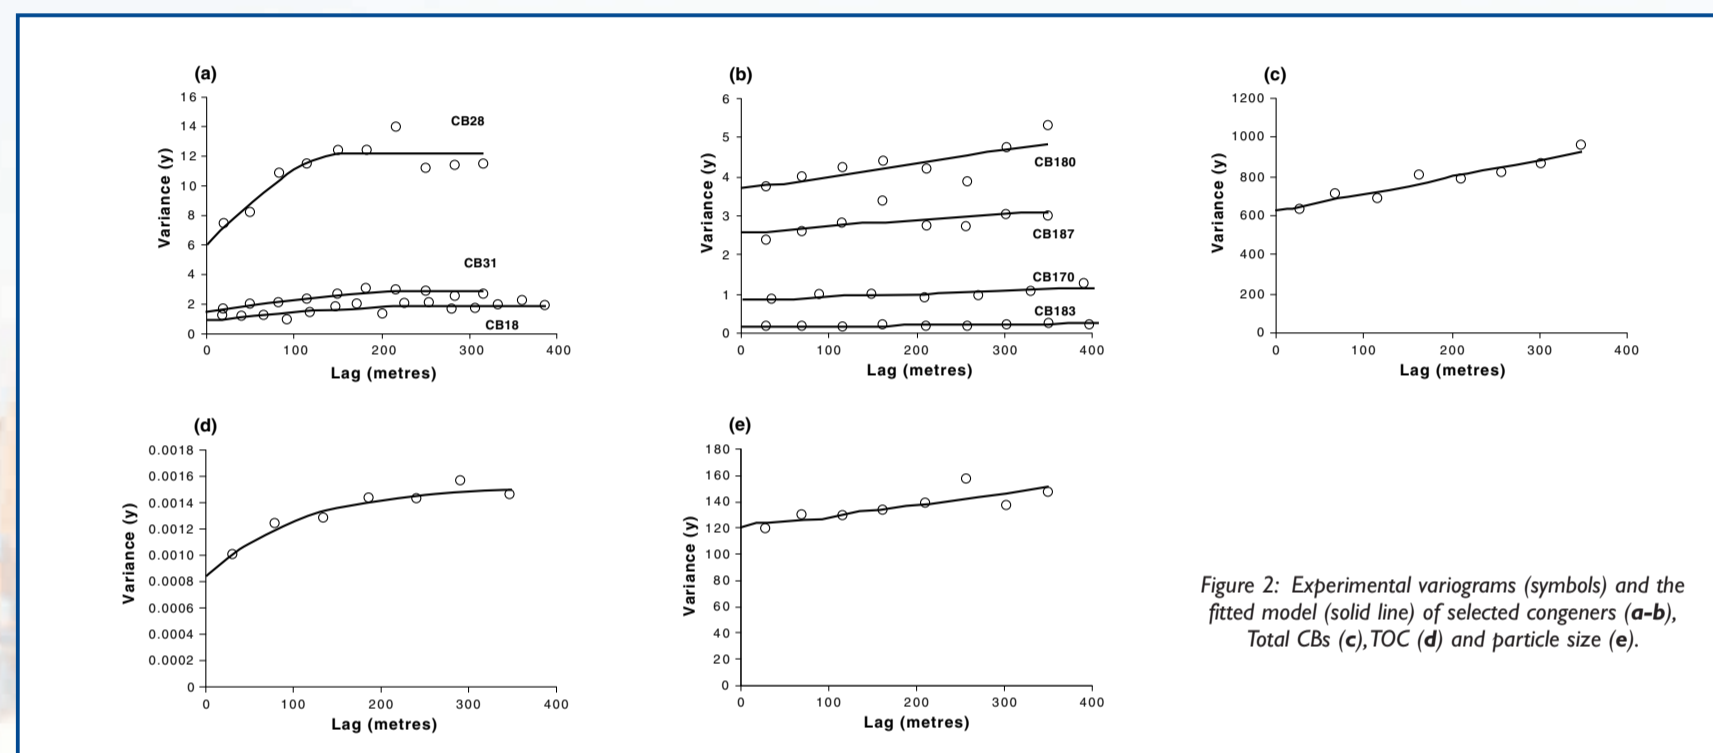 (a)
16
14
12
10
8
6
4
2
0
Variance (y)
CB28
CB31
CB18
0 100 200 300 400
Lag (metres)
(b)
6
5
4
3
2
1
0
Variance (y)
CB180
CB187
CB170
CB183
0 100 200 300 400
Lag (metres)
(c)
1200
1000
800
600
400
200
0
Variance (y)
0 100 200 300 400
Lag (metres)
(d)
0.0018
0.0016
0.0014
0.0012
0.0010
0.0008
0.0006
0.0004
0.0002
0
Variance (y)
0 100 200 300 400
Lag (metres)
(e)
180
160
140
120
100
80
60
40
20
0
Variance (y)
0 100 200 300 400
Lag (metres)
Figure 2: Experimental variograms (symbols) and the
fitted model (solid line) of selected congeners (a-b),
Total CBs (c), TOC (d) and particle size (e).